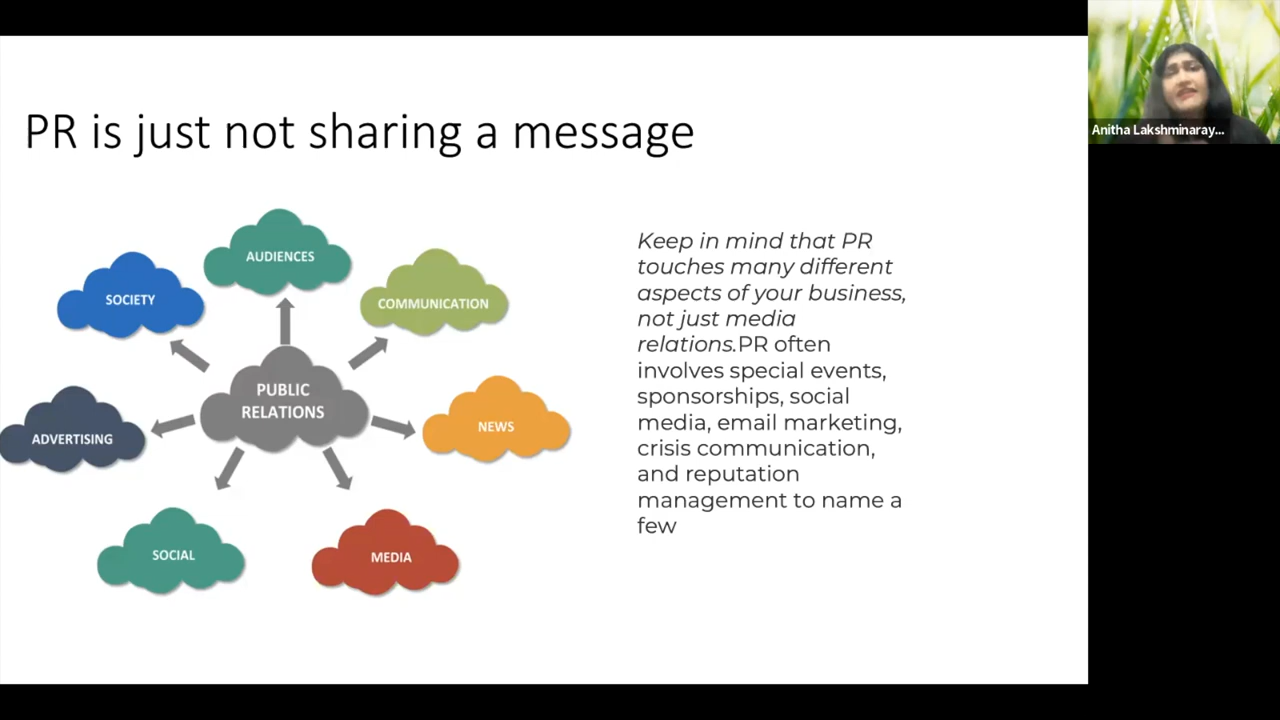 PR is just not sharing a message
Anitha Lakshminaray...
AUDIENCES
SOCIETY
COMMUNICATION
PUBLIC
RELATIONS
ADVERTISING
NEWS
SOCIAL
MEDIA
Keep in mind that PR
touches many different
aspects of your business,
not just media
relations.PR often
involves special events,
sponsorships, social
media, email marketing,
crisis communication,
and reputation
management to name a
few